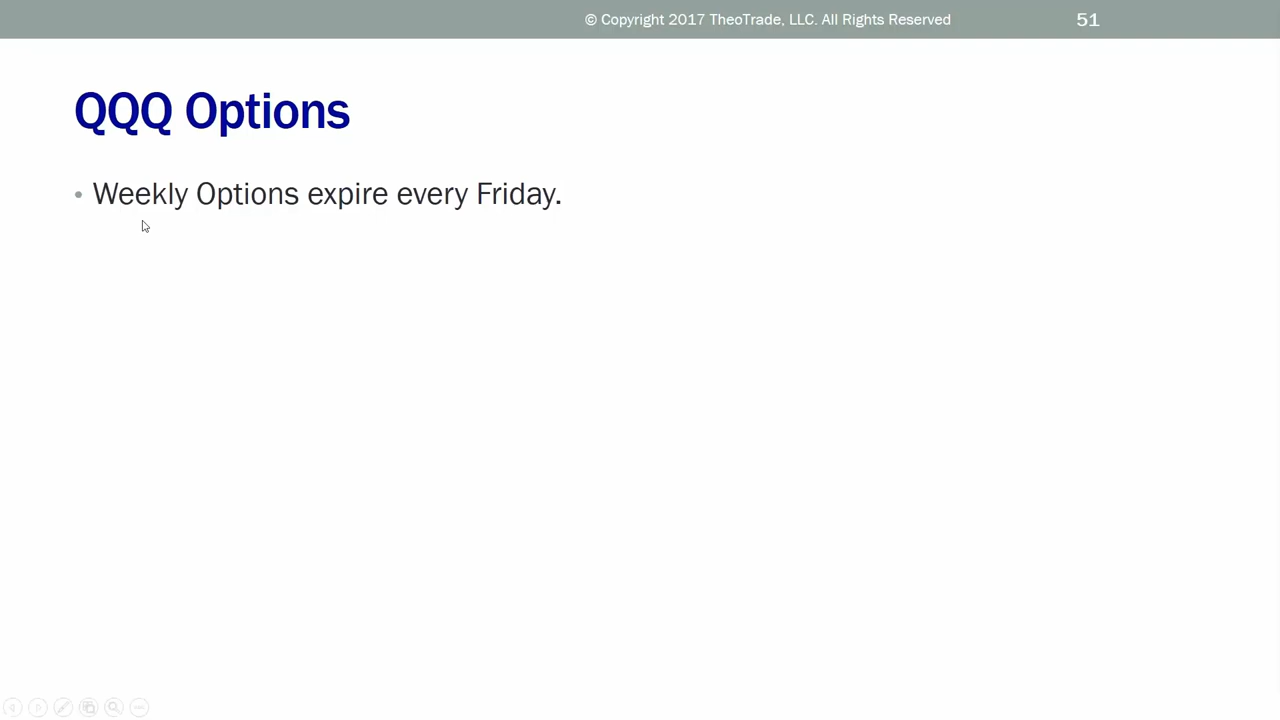 © Copyright 2017 TheoTrade, LLC. All Rights Reserved
51
QQQ Options
• Weekly Options expire every Friday.